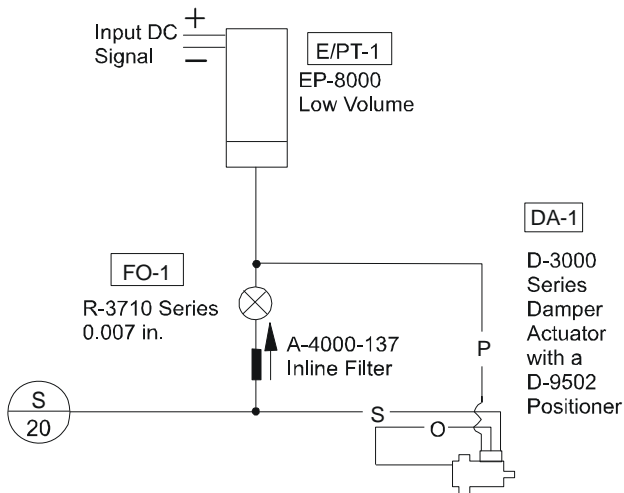 Input DC
Signal
+
−
E/PT-1
EP-8000
Low Volume
DA-1
D-3000
Series
Damper
Actuator
with a
D-9502
Positioner
FO-1
R-3710 Series
0.007 in.
A-4000-137
Inline Filter
P
S
20
S
O